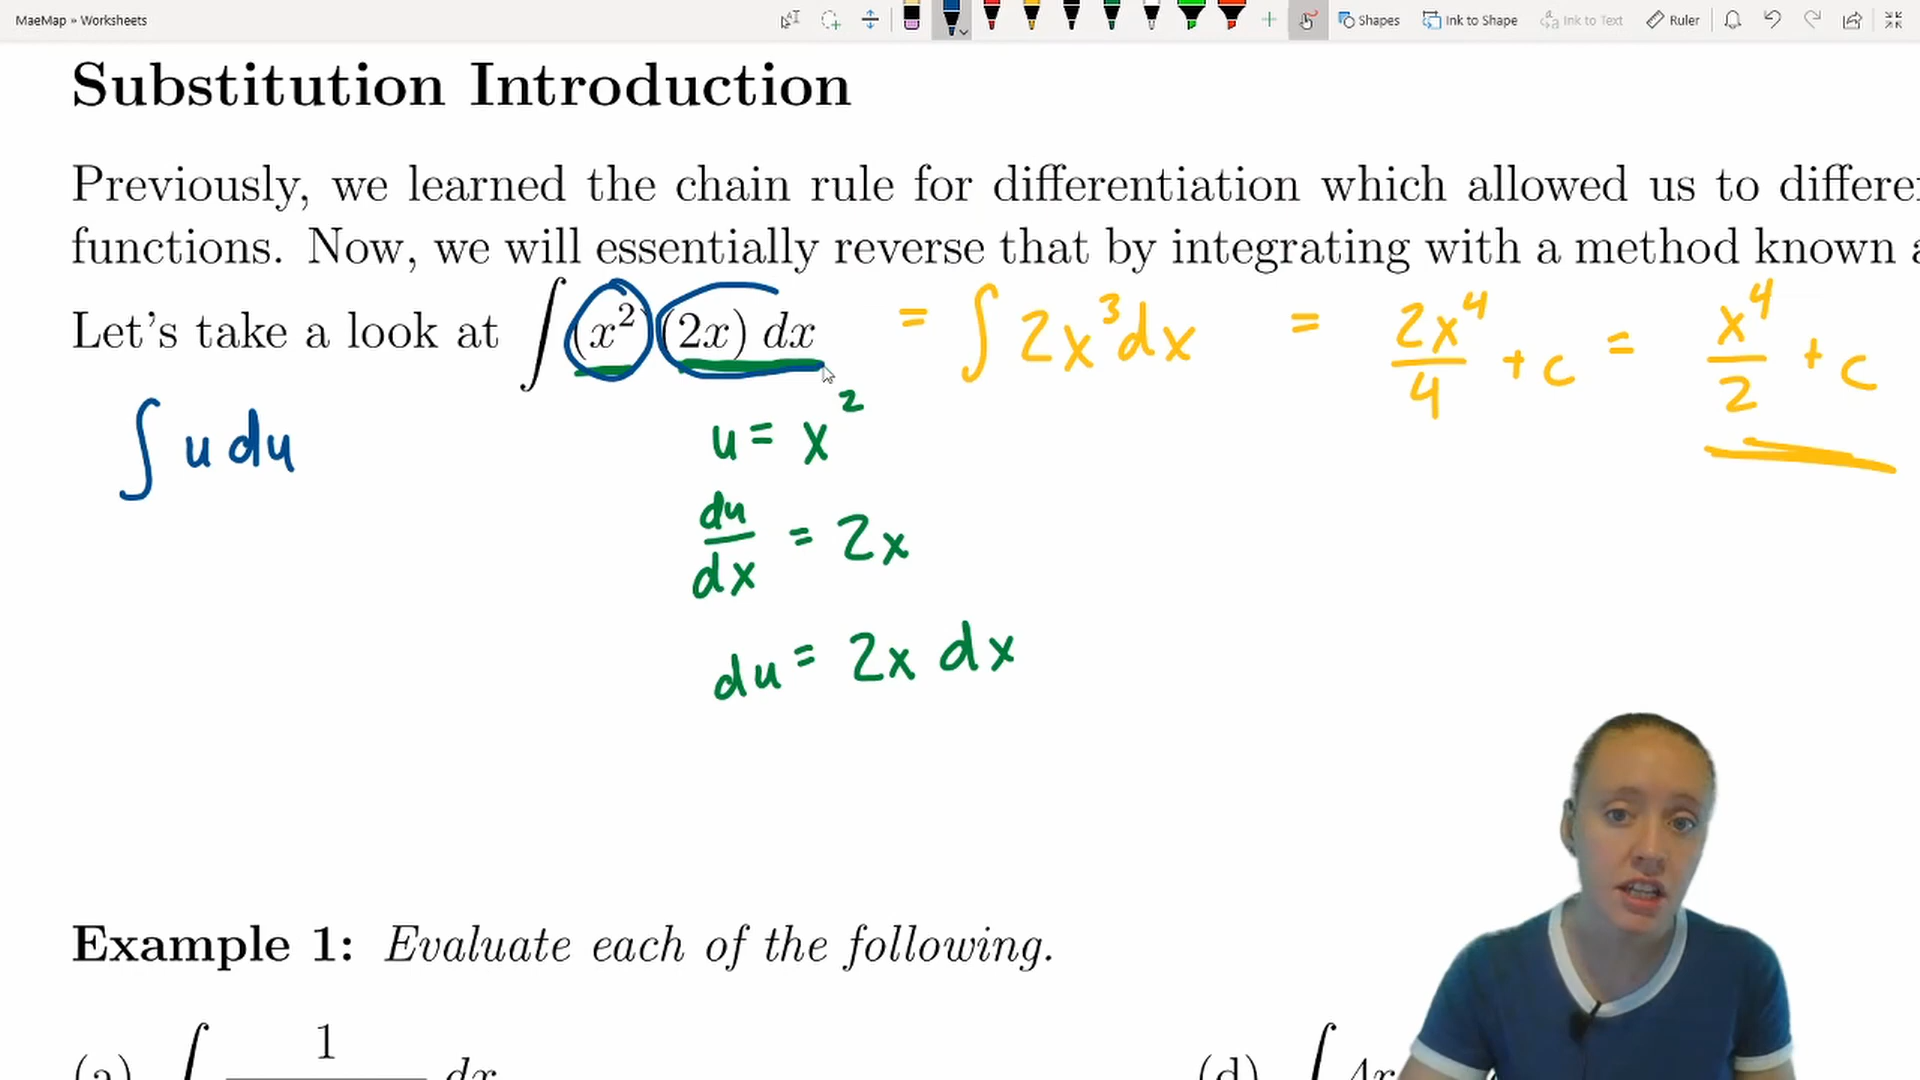 MaeMap » Worksheets
Shapes Ink to Shape Ink to Text Ruler
Substitution Introduction
Previously, we learned the chain rule for differentiation which allowed us to
functions. Now, we will essentially reverse that by integrating with a method known
Let's take a look at ∫ (x²)(2x) dx = ∫ 2x³dx = 2x⁴/4 + c = x⁴/2 + c
∫ u du
u = x²
du/dx = 2x
du = 2x dx
Example 1: Evaluate each of the following.
(a) ∫ 1 dx (d) ∫ 4x